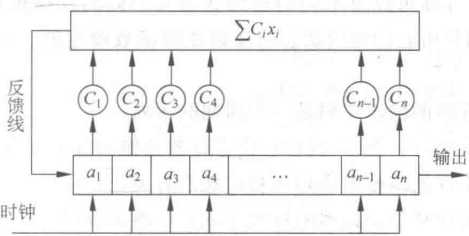 ∑Cᵢxᵢ
反馈线
C₁ C₂ C₃ C₄ Cₙ₋₁ Cₙ
a₁ a₂ a₃ a₄ … aₙ₋₁ aₙ
输出
时钟